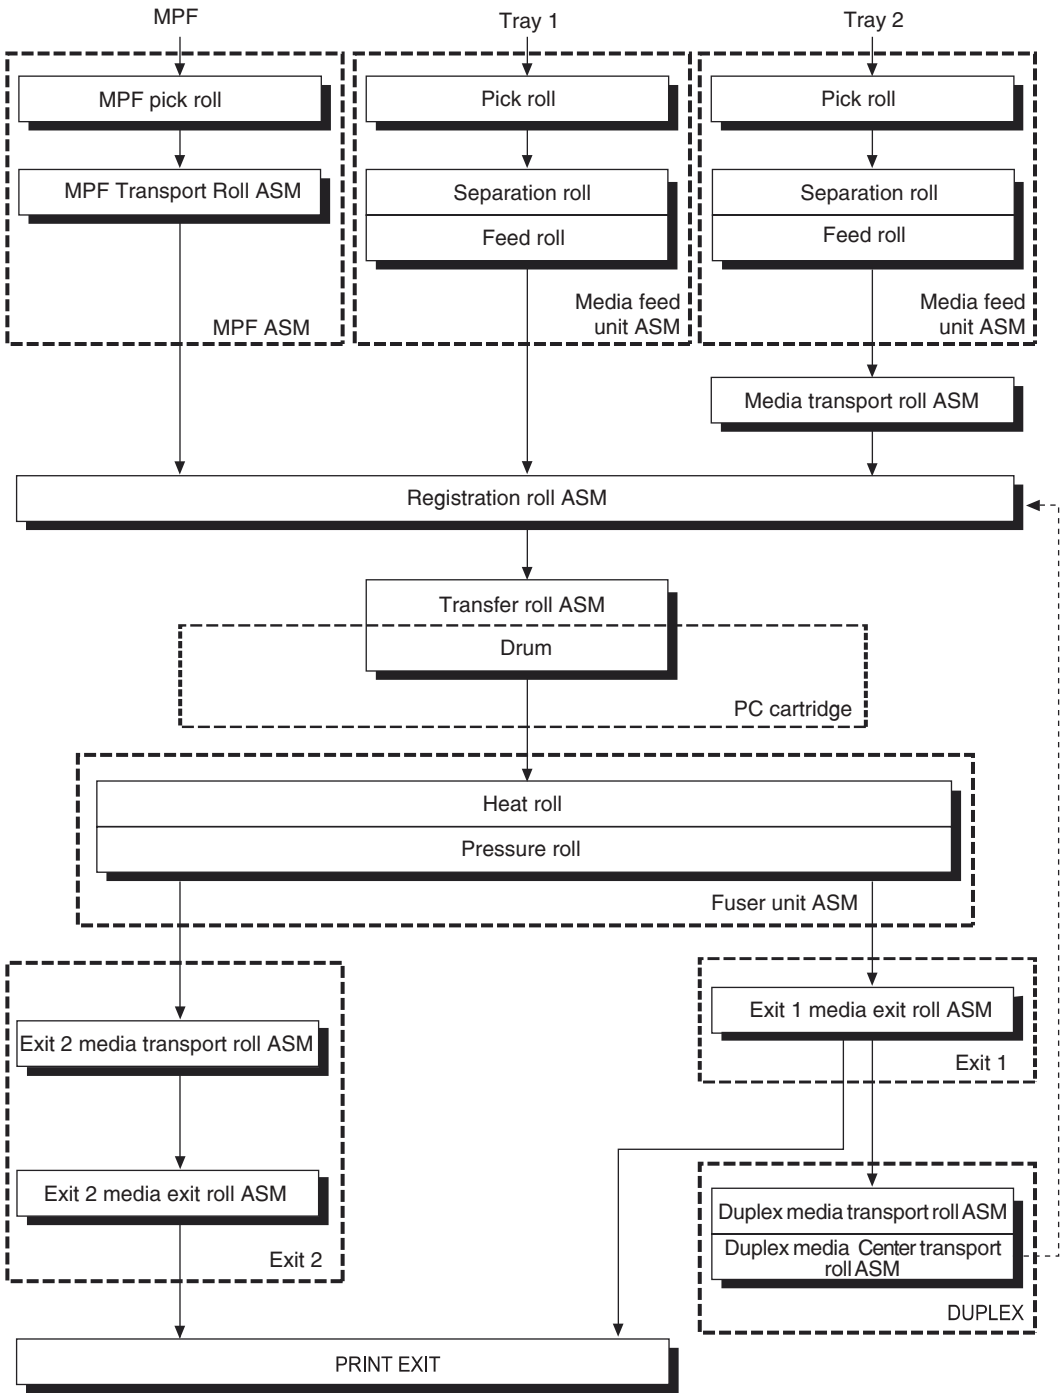 MPF
Tray 1
Tray 2
MPF pick roll
Pick roll
Pick roll
MPF Transport Roll ASM
Separation roll
Feed roll
Separation roll
Feed roll
MPF ASM
Media feed
unit ASM
Media feed
unit ASM
Media transport roll ASM
Registration roll ASM
Transfer roll ASM
Drum
PC cartridge
Heat roll
Pressure roll
Fuser unit ASM
Exit 1 media exit roll ASM
Exit 1
Exit 2 media transport roll ASM
Exit 2 media exit roll ASM
Exit 2
Duplex media transport roll ASM
Duplex media Center transport
roll ASM
DUPLEX
PRINT EXIT